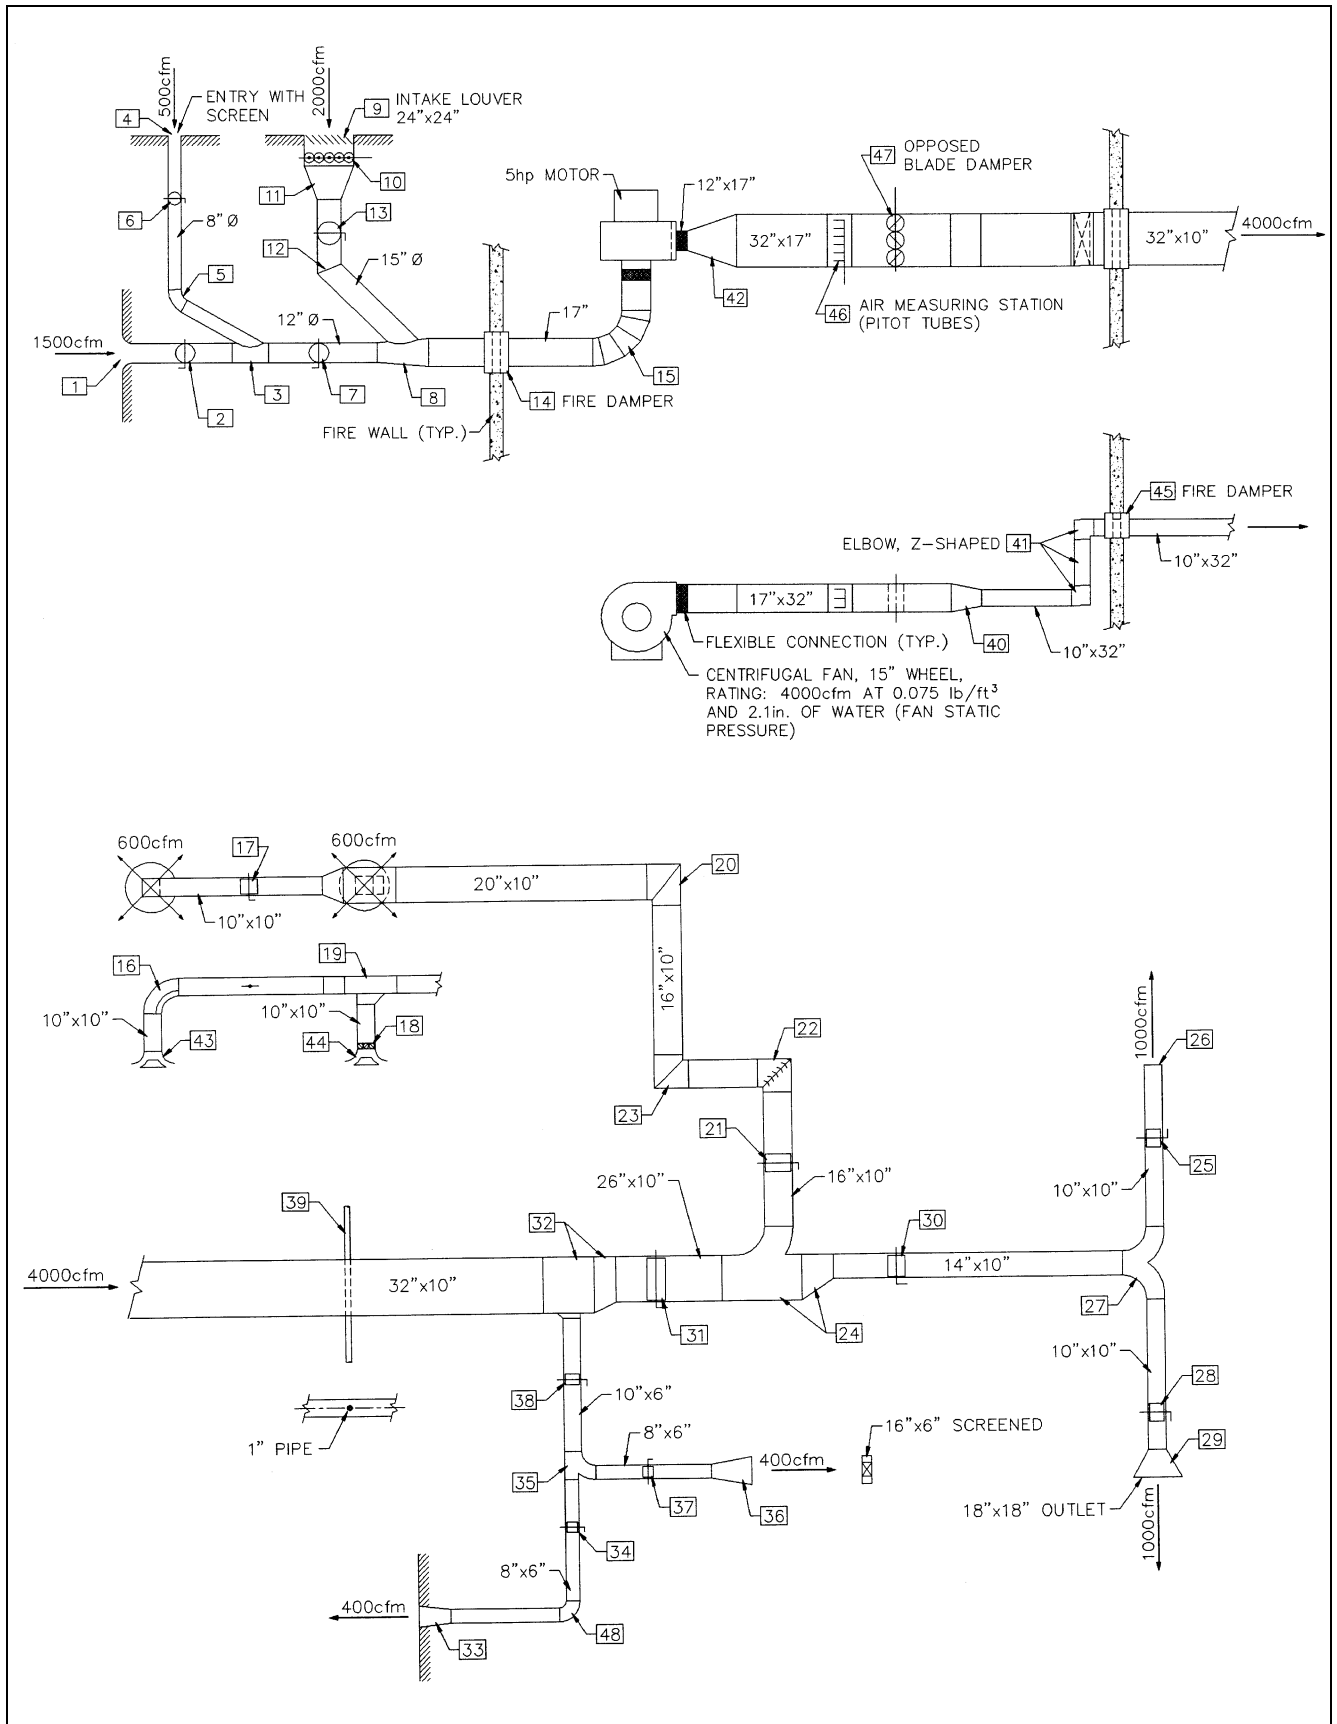 500cfm
2000cfm
4
ENTRY WITH
SCREEN
9
INTAKE LOUVER
24"x24"
10
11
6
8"Ø
13
12
15"Ø
5
12"Ø
1500cfm
17"
1
2
3
7
8
14
FIRE DAMPER
15
FIRE WALL (TYP.)
5hp MOTOR
12"x17"
47
OPPOSED
BLADE DAMPER
32"x17"
32"x10"
4000cfm
42
46
AIR MEASURING STATION
(PITOT TUBES)
45
FIRE DAMPER
ELBOW, Z-SHAPED
41
10"x32"
17"x32"
FLEXIBLE CONNECTION (TYP.)
40
10"x32"
CENTRIFUGAL FAN, 15" WHEEL,
RATING: 4000cfm AT 0.075 lb/ft³
AND 2.1in. OF WATER (FAN STATIC
PRESSURE)
600cfm
17
600cfm
20
20"x10"
10"x10"
16
19
10"x10"
10"x10"
18
43
44
16"x10"
22
23
21
1000cfm
26
25
10"x10"
26"x10"
16"x10"
39
32
30
4000cfm
32"x10"
14"x10"
31
24
27
10"x10"
38
10"x6"
28
1" PIPE
8"x6"
16"x6" SCREENED
400cfm
29
35
37
36
18"x18" OUTLET
1000cfm
34
8"x6"
400cfm
33
48